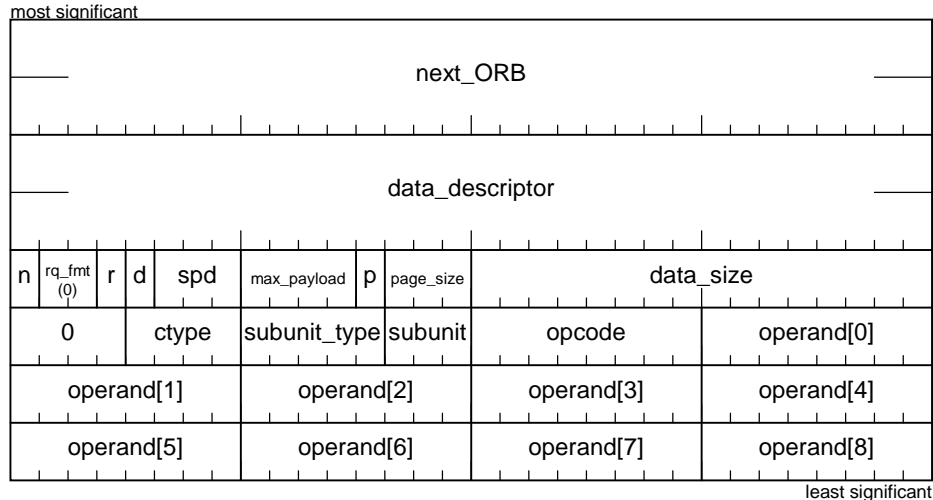 most significant
next_ORB
data_descriptor
n rq_fmt (0) r d spd max_payload p page_size data_size
0 ctype subunit_type subunit opcode operand[0]
operand[1] operand[2] operand[3] operand[4]
operand[5] operand[6] operand[7] operand[8]
least significant